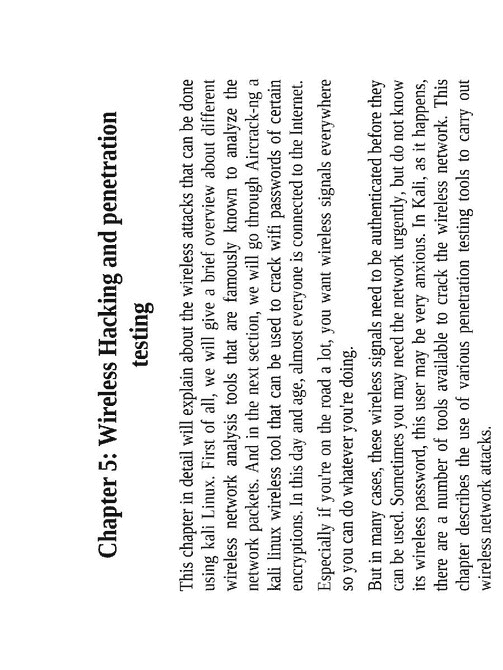 Chapter 5: Wireless Hacking and penetration
testing
This chapter in detail will explain about the wireless attacks that can be done
using kali Linux. First of all, we will give a brief overview about different
wireless network analysis tools that are famously known to analyze the
network packets. And in the next section, we will go through Aircrack-ng a
kali linux wireless tool that can be used to crack wifi passwords of certain
encryptions. In this day and age, almost everyone is connected to the Internet.
Especially if you're on the road a lot, you want wireless signals everywhere
so you can do whatever you're doing.
But in many cases, these wireless signals need to be authenticated before they
can be used. Sometimes you may need the network urgently, but do not know
its wireless password, this user may be very anxious. In Kali, as it happens,
there are a number of tools available to crack the wireless network. This
chapter describes the use of various penetration testing tools to carry out
wireless network attacks.